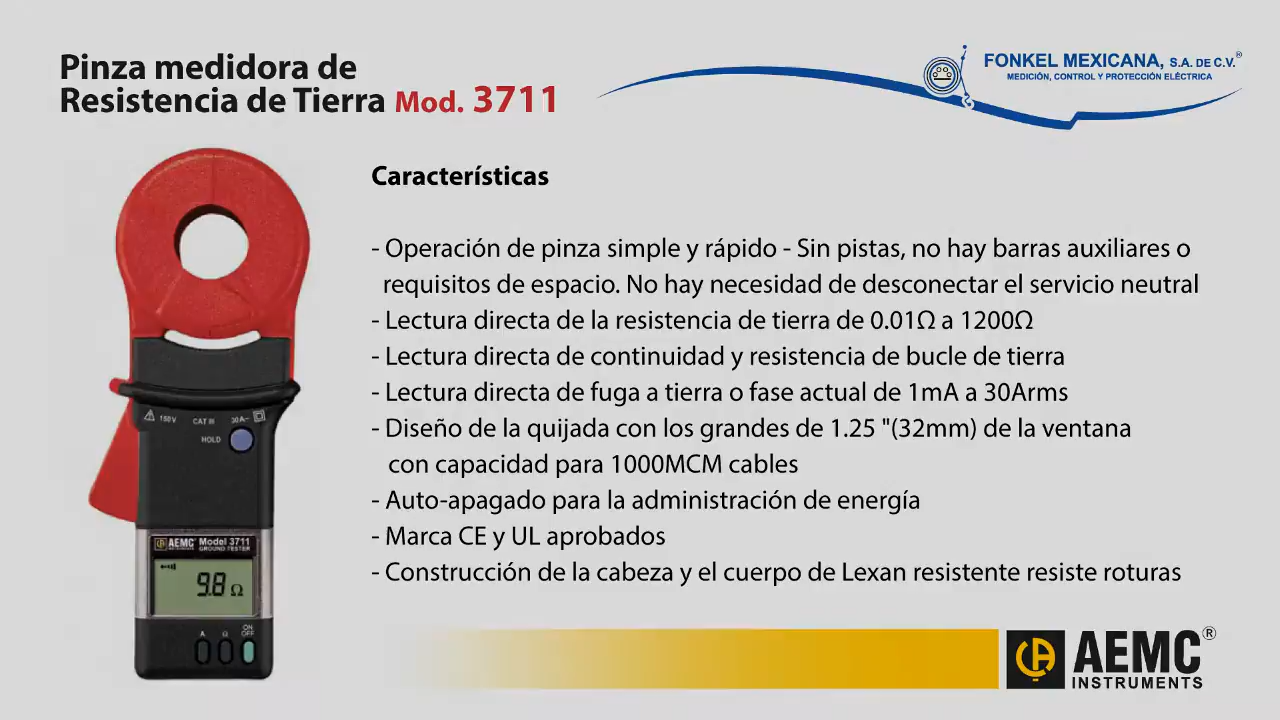 Pinza medidora de
Resistencia de Tierra Mod. 3711
FONKEL MEXICANA, S.A. DE C.V.®
MEDICIÓN, CONTROL Y PROTECCIÓN ELÉCTRICA
Características
- Operación de pinza simple y rápido - Sin pistas, no hay barras auxiliares o
requisitos de espacio. No hay necesidad de desconectar el servicio neutral
- Lectura directa de la resistencia de tierra de 0.01Ω a 1200Ω
- Lectura directa de continuidad y resistencia de bucle de tierra
- Lectura directa de fuga a tierra o fase actual de 1mA a 30Arms
- Diseño de la quijada con los grandes de 1.25 "(32mm) de la ventana
con capacidad para 1000MCM cables
- Auto-apagado para la administración de energía
- Marca CE y UL aprobados
- Construcción de la cabeza y el cuerpo de Lexan resistente resiste roturas
150V CAT III 30A~
HOLD
AEMC® Model 3711
INSTRUMENTS GROUND TESTER
9.8 Ω
A Ω ON OFF
AEMC®
INSTRUMENTS